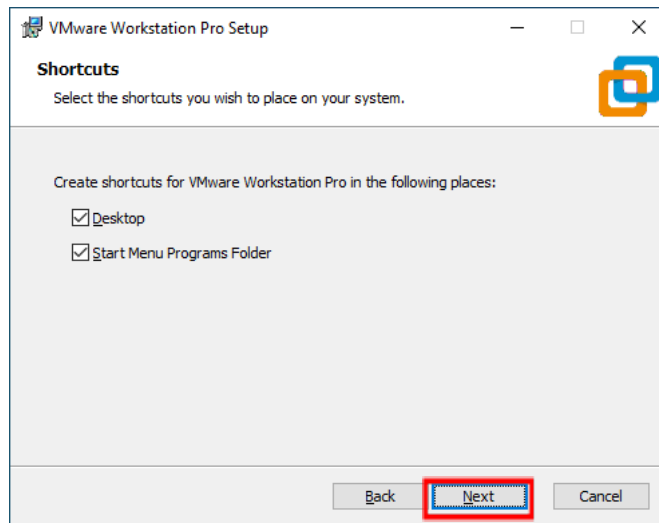 VMware Workstation Pro Setup
Shortcuts
Select the shortcuts you wish to place on your system.
Create shortcuts for VMware Workstation Pro in the following places:
Desktop
Start Menu Programs Folder
Back Next Cancel